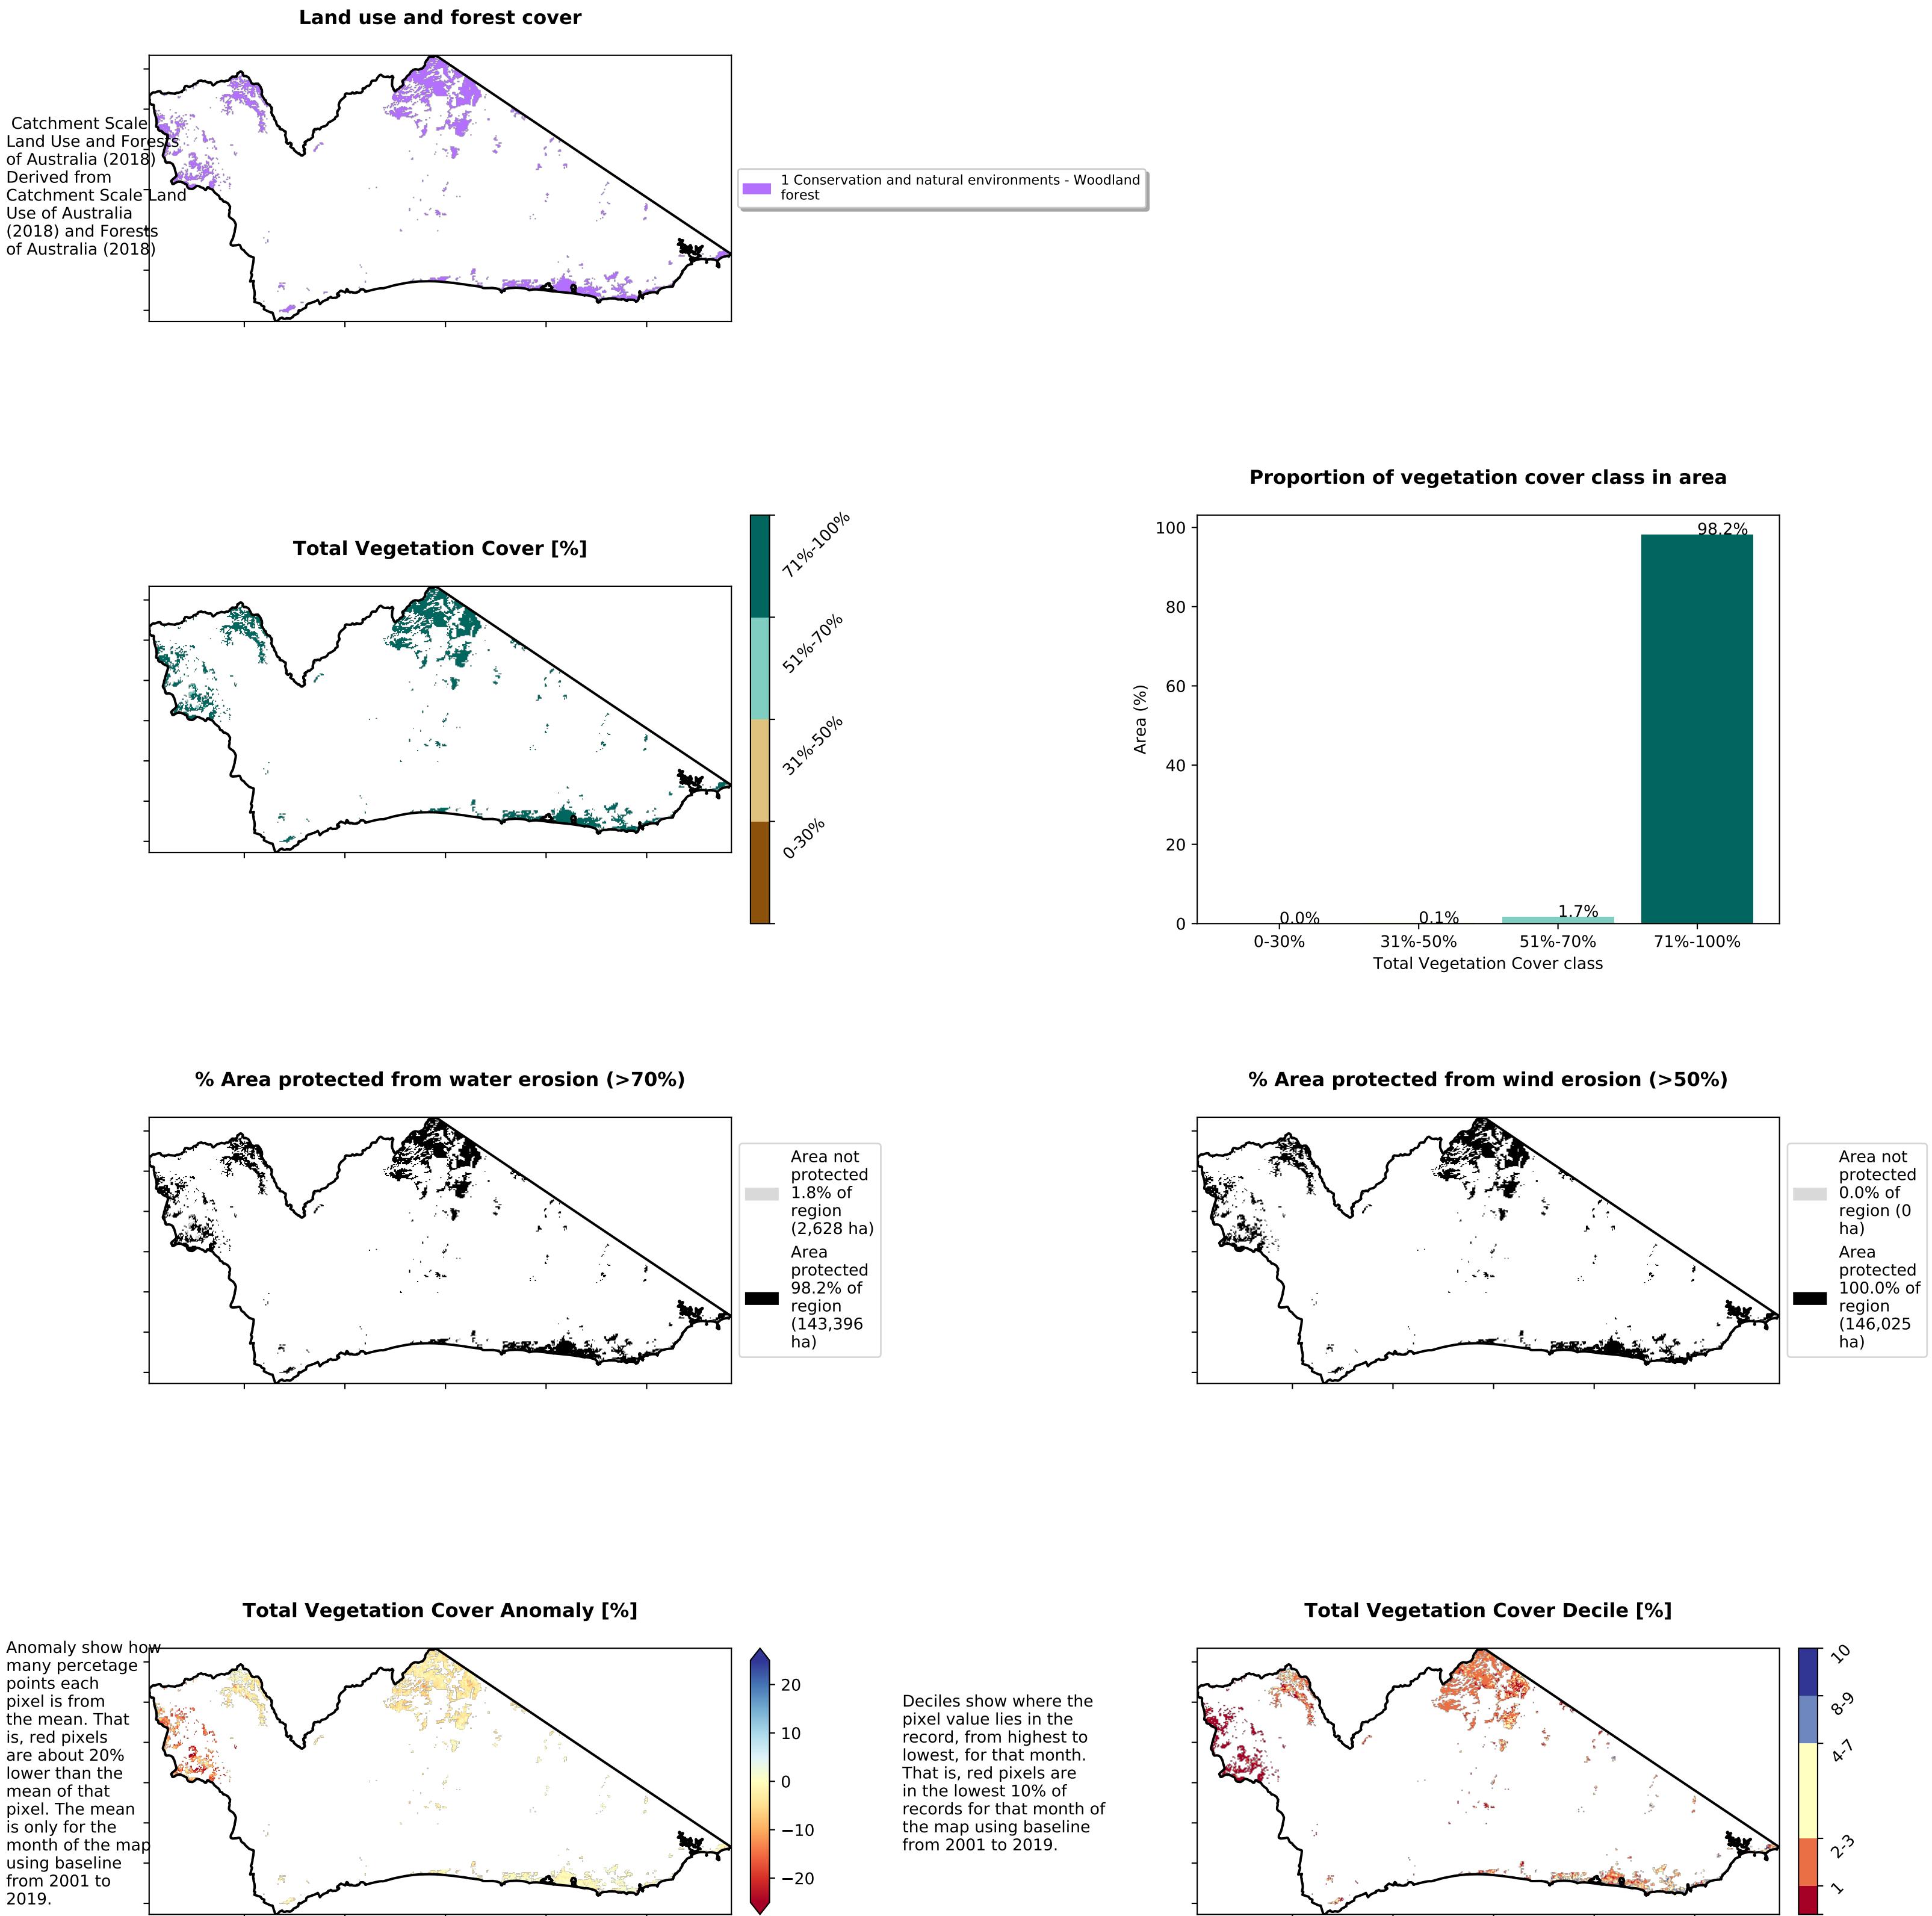 Land use and forest cover
Catchment Scale
Land Use and Forests
of Australia (2018)
Derived from
Catchment Scale Land
Use of Australia
(2018) and Forests
of Australia (2018)
1 Conservation and natural environments - Woodland
forest
Total Vegetation Cover [%]
71%-100%
51%-70%
31%-50%
0-30%
Proportion of vegetation cover class in area
100
80
60
40
20
0
Area (%)
0.0%
0.1%
1.7%
98.2%
0-30%
31%-50%
51%-70%
71%-100%
Total Vegetation Cover class
% Area protected from water erosion (>70%)
Area not
protected
1.8% of
region
(2,628 ha)
Area
protected
98.2% of
region
(143,396
ha)
% Area protected from wind erosion (>50%)
Area not
protected
0.0% of
region (0
ha)
Area
protected
100.0% of
region
(146,025
ha)
Total Vegetation Cover Anomaly [%]
Anomaly show how
many percetage
points each
pixel is from
the mean. That
is, red pixels
are about 20%
lower than the
mean of that
pixel. The mean
is only for the
month of the map
using baseline
from 2001 to
2019.
20
10
0
−10
−20
Total Vegetation Cover Decile [%]
Deciles show where the
pixel value lies in the
record, from highest to
lowest, for that month.
That is, red pixels are
in the lowest 10% of
records for that month of
the map using baseline
from 2001 to 2019.
10
8-9
4-7
2-3
1